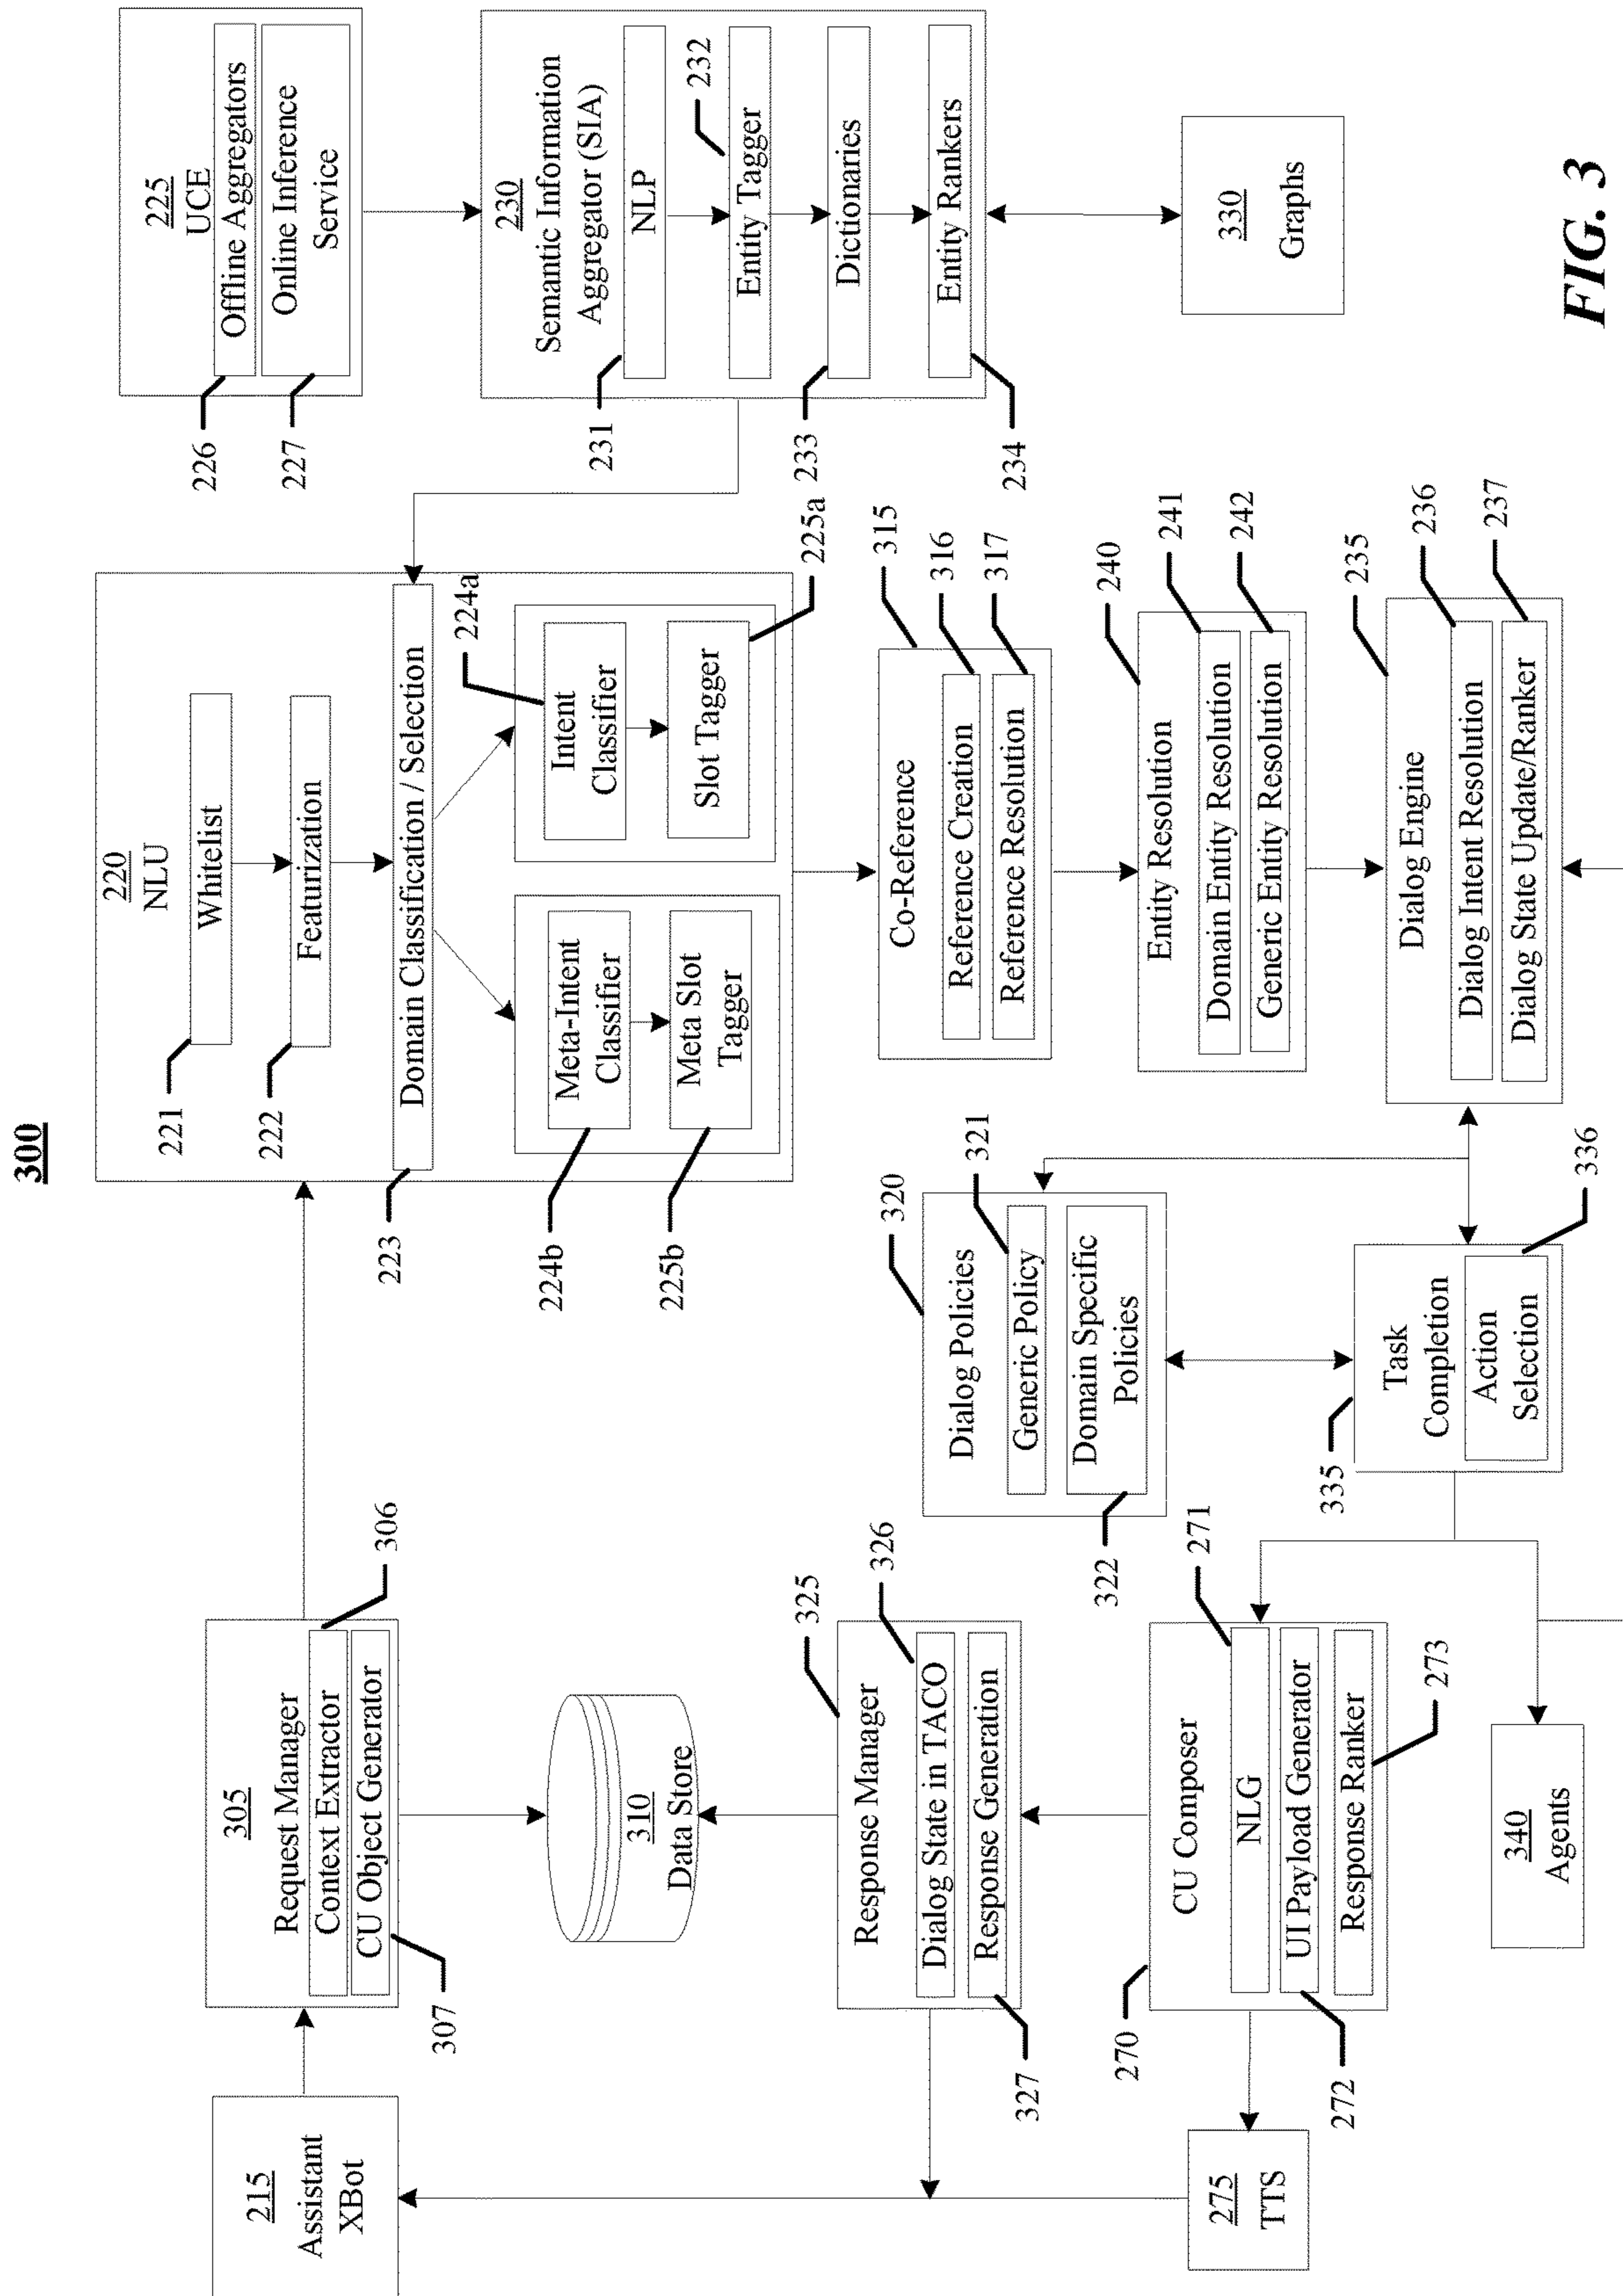 300
215
Assistant
XBot
305
Request Manager
Context Extractor
CU Object Generator
306
307
310
Data Store
220
NLU
221
Whitelist
222
Featurization
223
Domain Classification / Selection
224b
Meta-Intent
Classifier
225b
Meta Slot
Tagger
224a
Intent
Classifier
225a
Slot Tagger
225
UCE
Offline Aggregators
226
Online Inference
Service
227
230
Semantic Information
Aggregator (SIA)
231
NLP
232
Entity Tagger
233
Dictionaries
234
Entity Rankers
330
Graphs
315
Co-Reference
316
Reference Creation
317
Reference Resolution
240
Entity Resolution
241
Domain Entity Resolution
242
Generic Entity Resolution
235
Dialog Engine
236
Dialog Intent Resolution
237
Dialog State Update/Ranker
320
Dialog Policies
321
Generic Policy
322
Domain Specific
Policies
335
Task
Completion
336
Action
Selection
325
Response Manager
326
Dialog State in TACO
327
Response Generation
270
CU Composer
271
NLG
272
UI Payload Generator
273
Response Ranker
275
TTS
340
Agents
FIG. 3